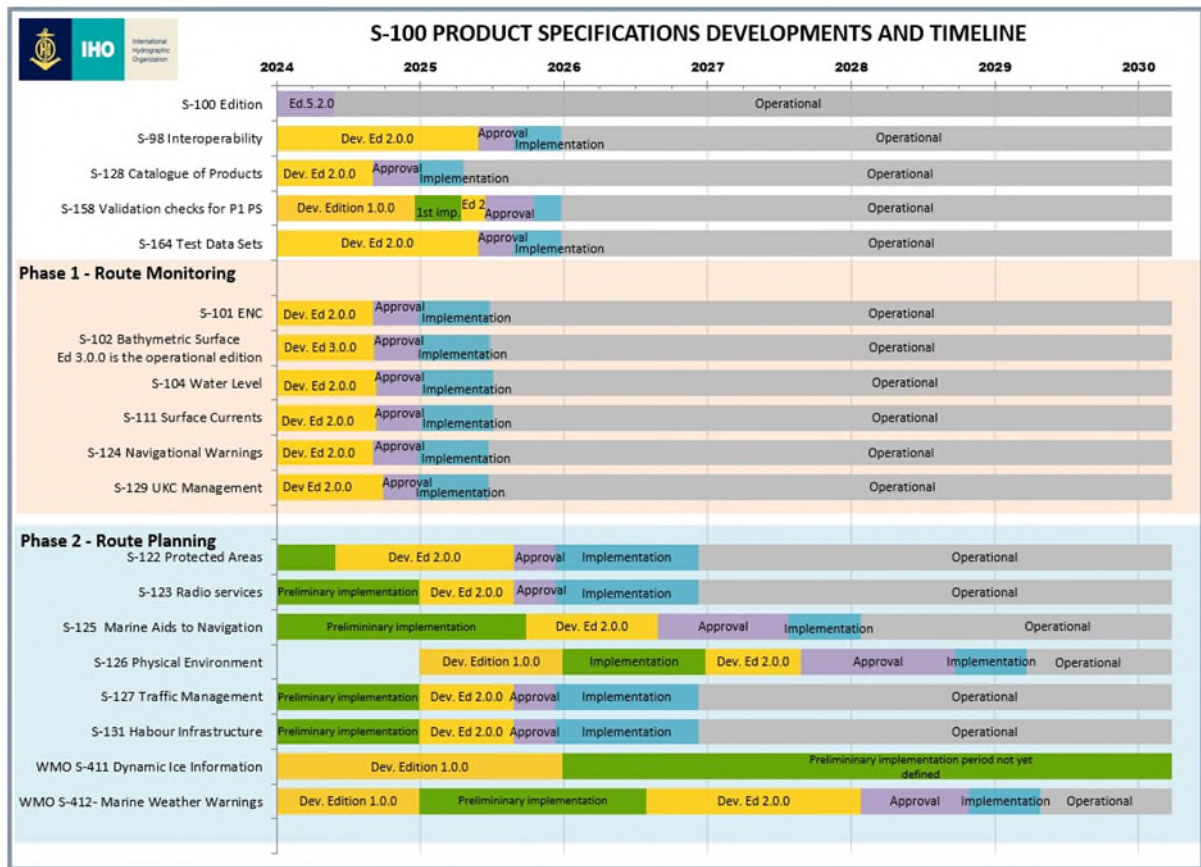 IHO
International
Hydrographic
Organization
S-100 PRODUCT SPECIFICATIONS DEVELOPMENTS AND TIMELINE
2024 2025 2026 2027 2028 2029 2030
S-100 Edition Ed.5.2.0 Operational
S-98 Interoperability Dev. Ed 2.0.0 Approval Implementation Operational
S-128 Catalogue of Products Dev. Ed 2.0.0 Approval Implementation Operational
S-158 Validation checks for P1 PS Dev. Edition 1.0.0 1st imp. Ed 2 Approval Operational
S-164 Test Data Sets Dev. Ed 2.0.0 Approval Implementation Operational
Phase 1 - Route Monitoring
S-101 ENC Dev. Ed 2.0.0 Approval Implementation Operational
S-102 Bathymetric Surface
Ed 3.0.0 is the operational edition Dev. Ed 3.0.0 Approval Implementation Operational
S-104 Water Level Dev. Ed 2.0.0 Approval Implementation Operational
S-111 Surface Currents Dev. Ed 2.0.0 Approval Implementation Operational
S-124 Navigational Warnings Dev. Ed 2.0.0 Approval Implementation Operational
S-129 UKC Management Dev Ed 2.0.0 Approval Implementation Operational
Phase 2 - Route Planning
S-122 Protected Areas Dev. Ed 2.0.0 Approval Implementation Operational
S-123 Radio services Preliminary implementation Dev. Ed 2.0.0 Approval Implementation Operational
S-125 Marine Aids to Navigation Prelimininary implementation Dev. Ed 2.0.0 Approval Implementation Operational
S-126 Physical Environment Dev. Edition 1.0.0 Implementation Dev. Ed 2.0.0 Approval Implementation Operational
S-127 Traffic Management Preliminary implementation Dev. Ed 2.0.0 Approval Implementation Operational
S-131 Habour Infrastructure Preliminary implementation Dev. Ed 2.0.0 Approval Implementation Operational
WMO S-411 Dynamic Ice Information Dev. Edition 1.0.0 Preliminary implementation period not yet
defined
WMO S-412- Marine Weather Warnings Dev. Edition 1.0.0 Prelimininary implementation Dev. Ed 2.0.0 Approval Implementation Operational